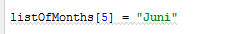 listOfMonths[5] = "Juni"